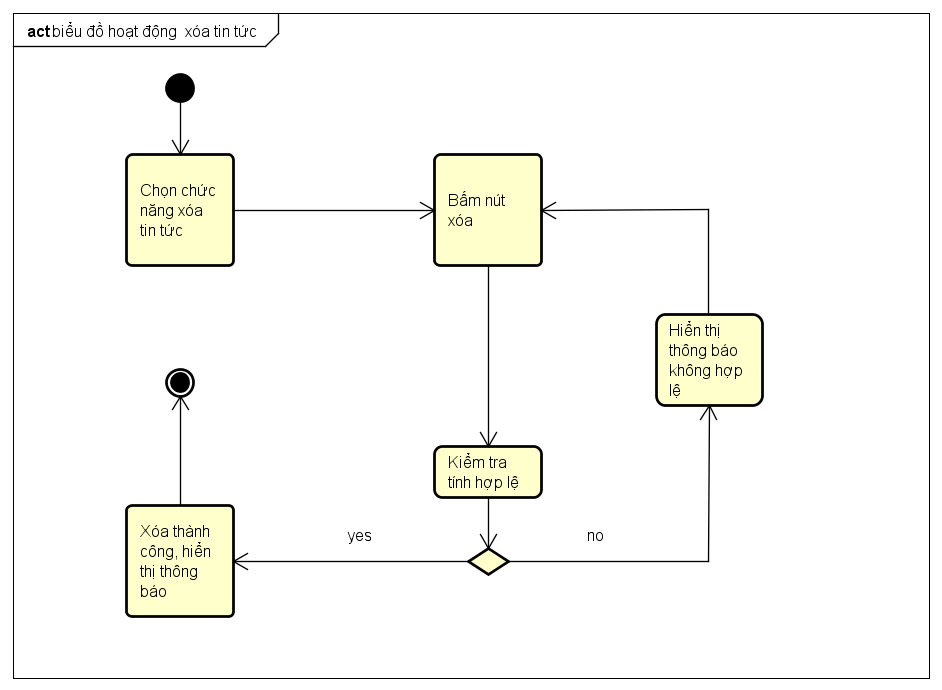 act biểu đồ hoạt động xóa tin tức
Chọn chức
năng xóa
tin tức
Bấm nút
xóa
Hiển thị
thông báo
không hợp
lệ
Kiểm tra
tính hợp lệ
yes
no
Xóa thành
công, hiển
thị thông
báo